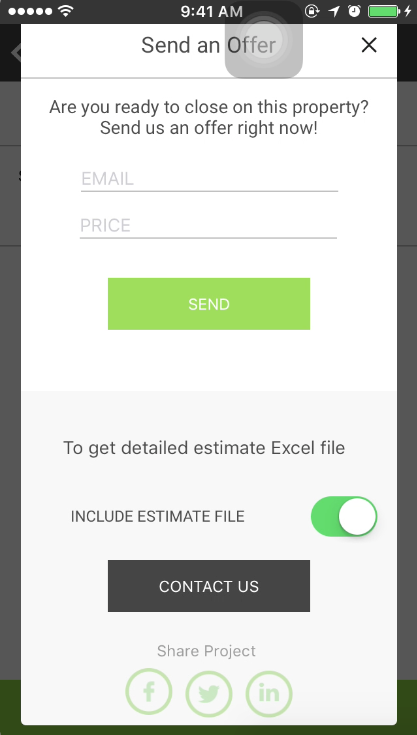 9:41 AM
Send an Offer
Are you ready to close on this property?
Send us an offer right now!
EMAIL
PRICE
SEND
To get detailed estimate Excel file
INCLUDE ESTIMATE FILE
CONTACT US
Share Project
f
in